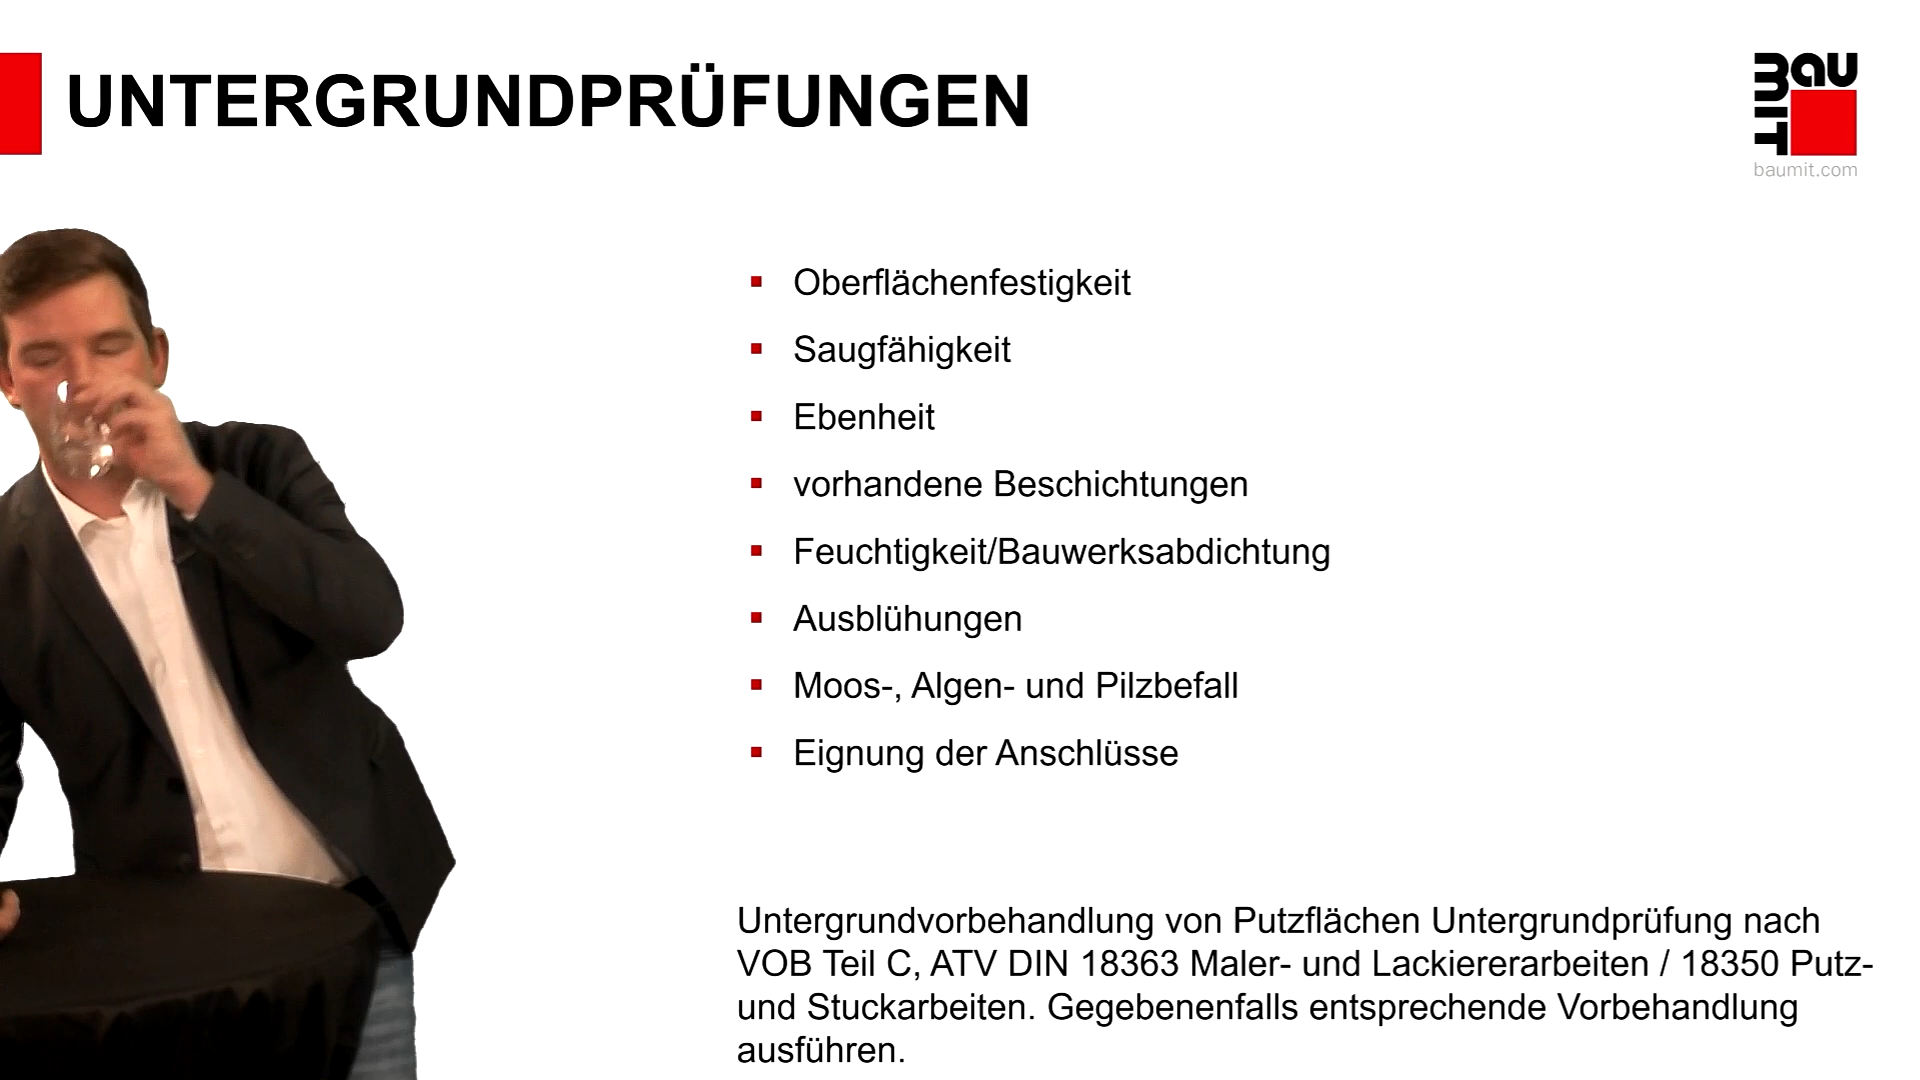 UNTERGRUNDPRÜFUNGEN
bau
MIT
baumit.com
Oberflächenfestigkeit
Saugfähigkeit
Ebenheit
vorhandene Beschichtungen
Feuchtigkeit/Bauwerksabdichtung
Ausblühungen
Moos-, Algen- und Pilzbefall
Eignung der Anschlüsse
Untergrundvorbehandlung von Putzflächen Untergrundprüfung nach
VOB Teil C, ATV DIN 18363 Maler- und Lackiererarbeiten / 18350 Putz-
und Stuckarbeiten. Gegebenenfalls entsprechende Vorbehandlung
ausführen.